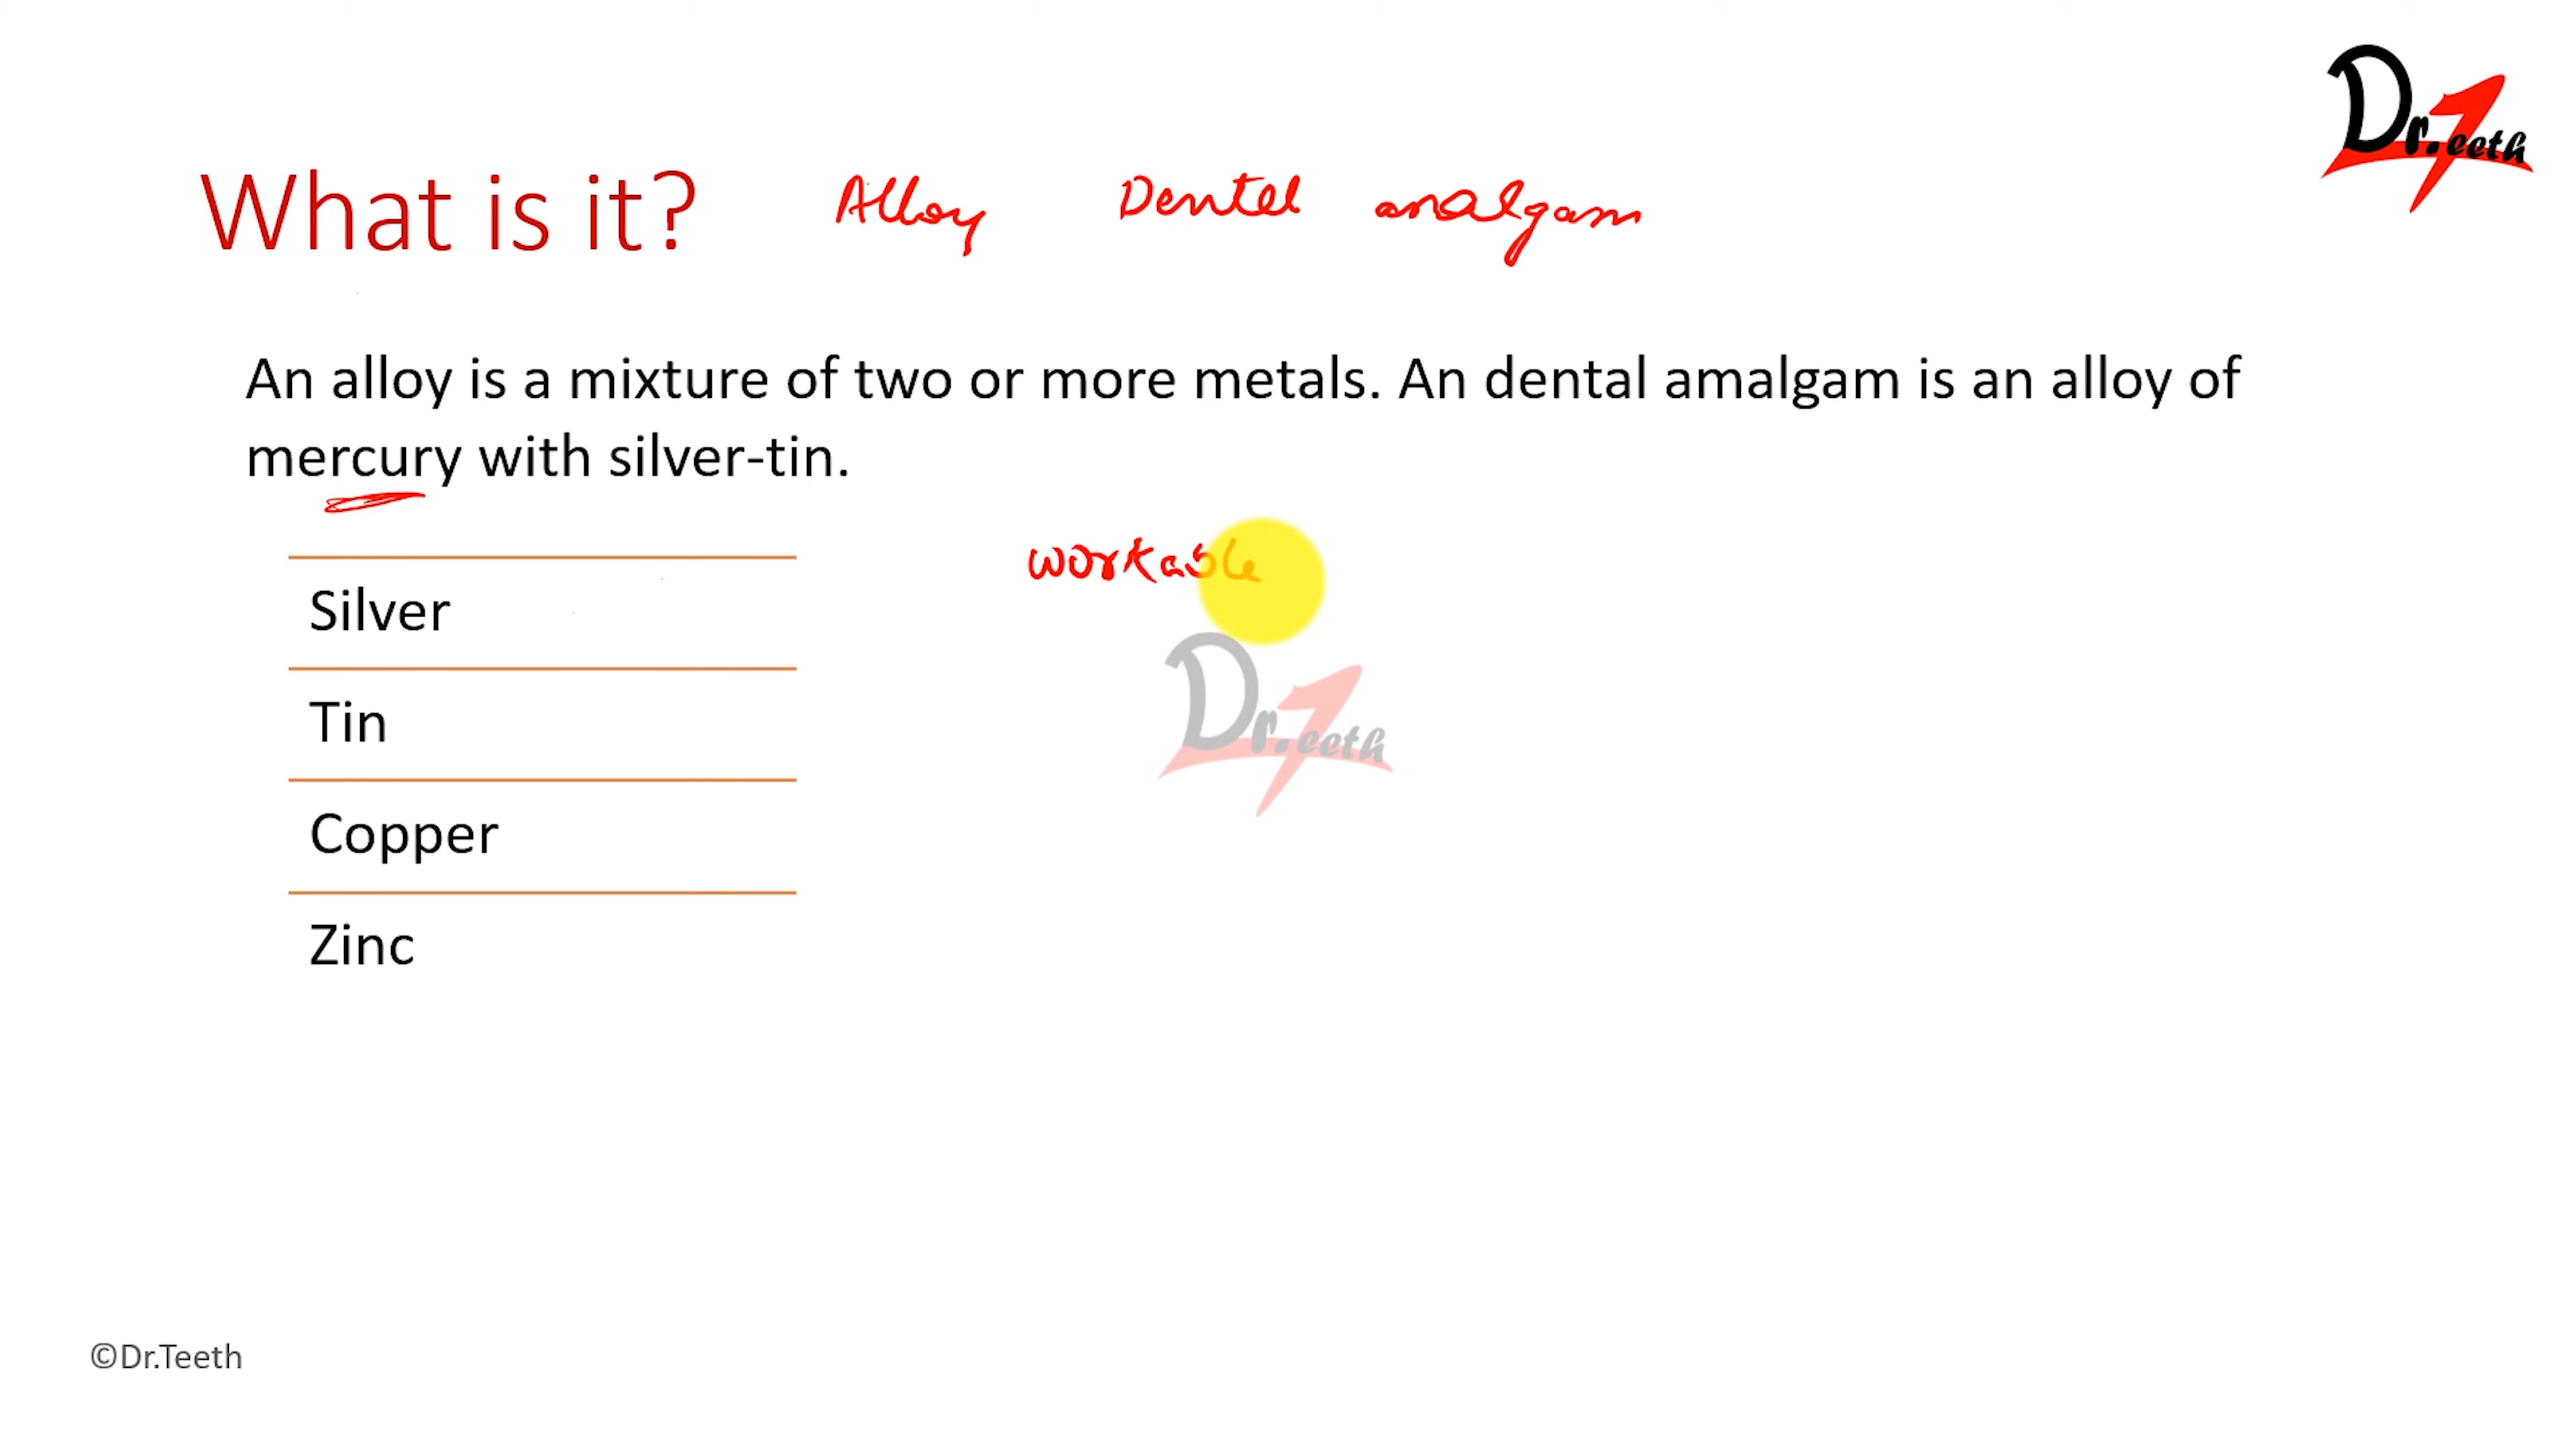 Dr.Teeth
What is it? Alloy Dental amalgam
An alloy is a mixture of two or more metals. An dental amalgam is an alloy of
mercury with silver-tin.
workable
Silver
Dr.Teeth
Tin
Copper
Zinc
©Dr.Teeth